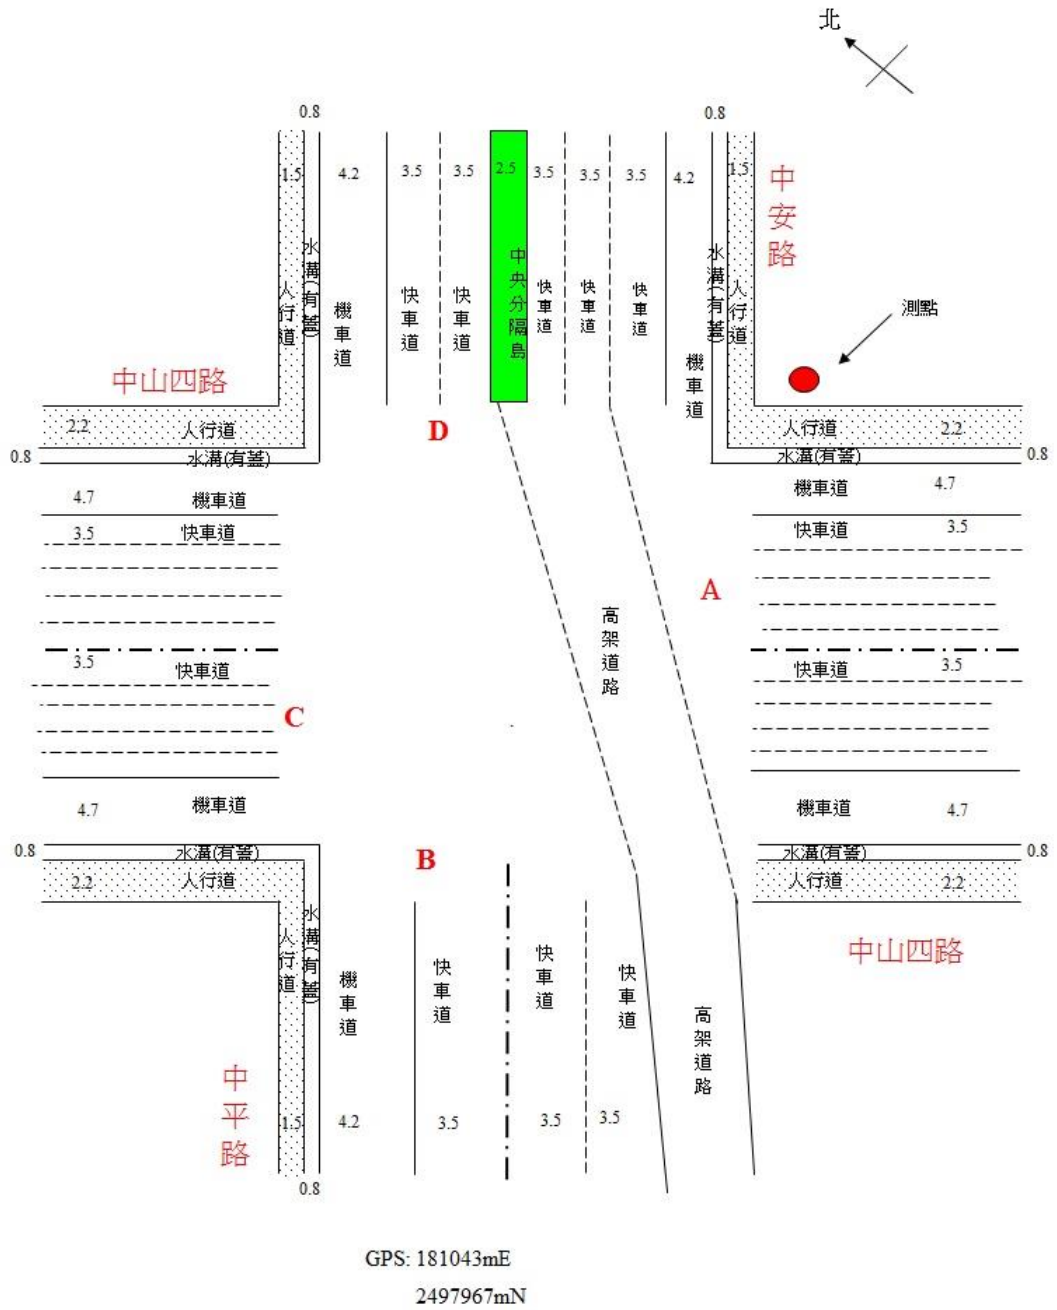 北
0.8
0.8
1.5
4.2
3.5
3.5
2.5
3.5
3.5
3.5
4.2
1.5
中安路
水溝(有蓋)
人行道
機車道
快車道
快車道
中央分隔島
快車道
快車道
快車道
機車道
水溝(有蓋)
人行道
測點
中山四路
D
2.2
人行道
人行道
2.2
0.8
水溝(有蓋)
水溝(有蓋)
0.8
4.7
機車道
機車道
4.7
3.5
快車道
快車道
3.5
A
高架道路
3.5
快車道
快車道
3.5
C
4.7
機車道
機車道
4.7
0.8
水溝(有蓋)
B
水溝(有蓋)
0.8
2.2
人行道
人行道
2.2
中山四路
水溝(有蓋)
人行道
機車道
快車道
快車道
快車道
高架道路
中平路
1.5
4.2
3.5
3.5
3.5
0.8
GPS: 181043mE
2497967mN